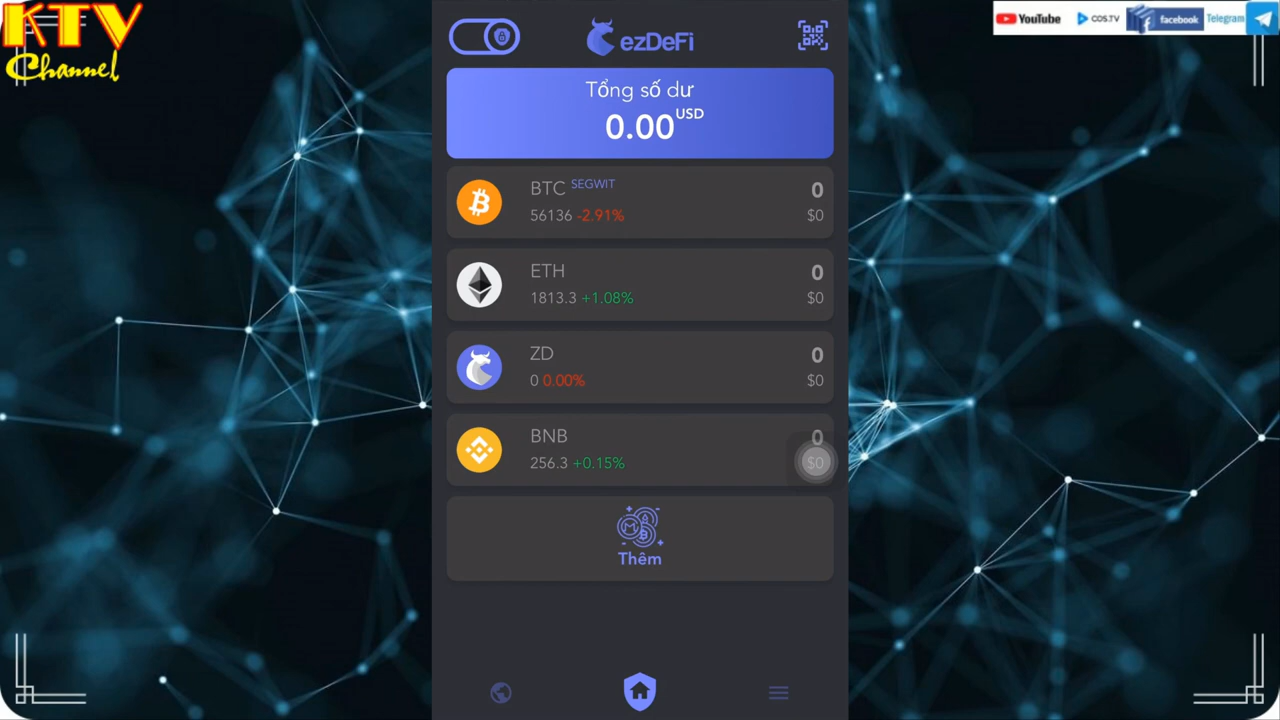 KTV
Channel
YouTube
COS.TV
facebook
Telegram
ezDeFi
Tổng số dư
0.00 USD
BTC SEGWIT
0
56136 -2.91%
$0
ETH
0
1813.3 +1.08%
$0
ZD
0
0 0.00%
$0
BNB
0
256.3 +0.15%
$0
Thêm